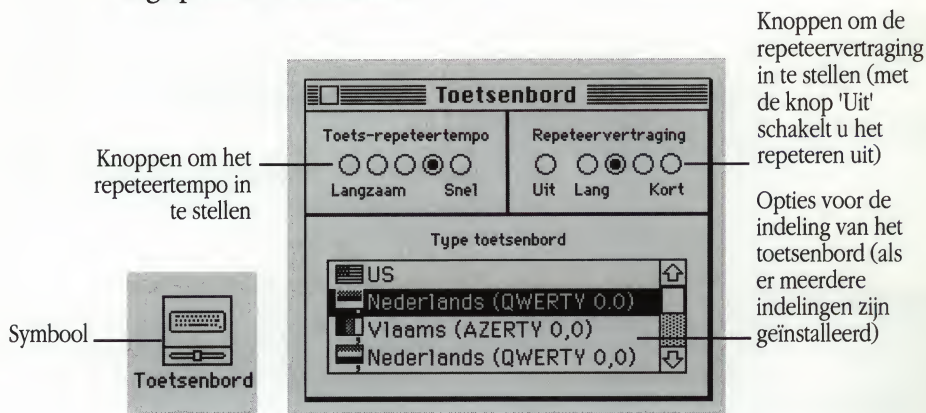 Knoppen om de
repeteervertraging
in te stellen (met
de knop 'Uit'
schakelt u het
repeteren uit)
Toetsenbord
Toets-repeteertempo
Langzaam Snel
Repeteervertraging
Uit Lang Kort
Knoppen om het
repeteertempo in
te stellen
Type toetsenbord
US
Nederlands (QWERTY 0.0)
Vlaams (AZERTY 0,0)
Nederlands (QWERTY 0,0)
Opties voor de
indeling van het
toetsenbord (als
er meerdere
indelingen zijn
geïnstalleerd)
Symbool
Toetsenbord